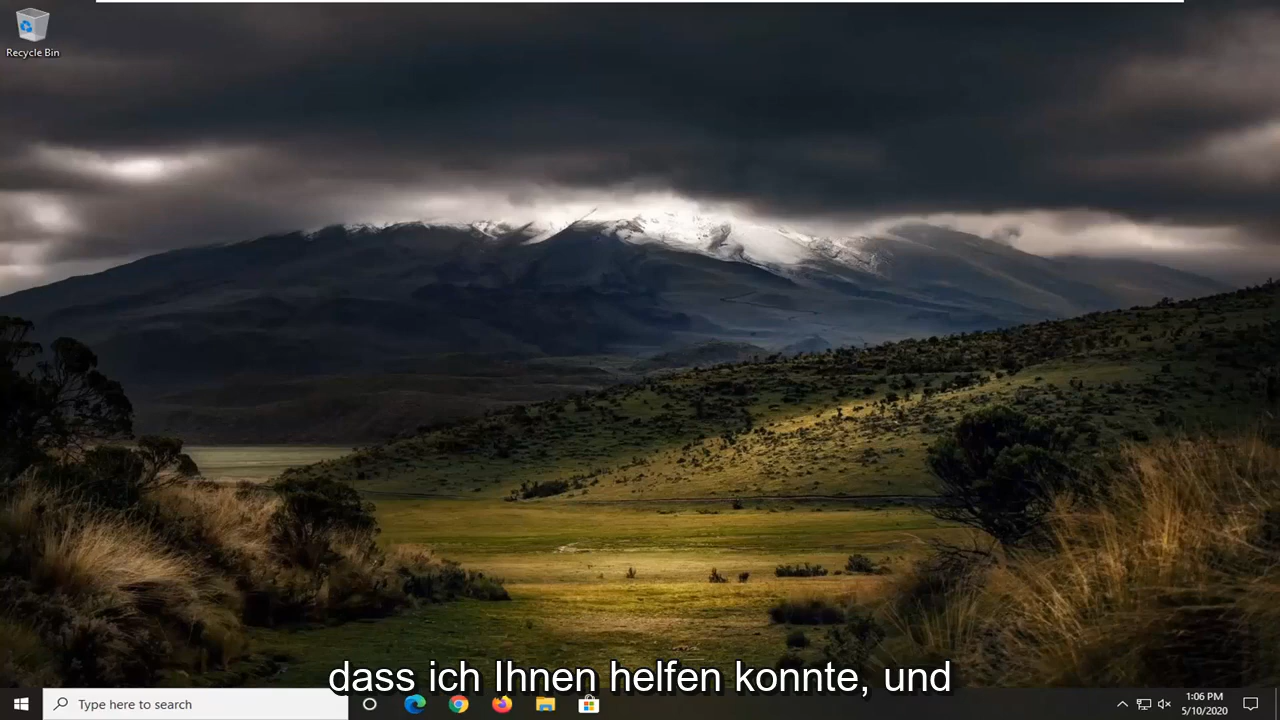 Recycle Bin
dass ich Ihnen helfen konnte, und
Type here to search
1:06 PM
5/10/2020